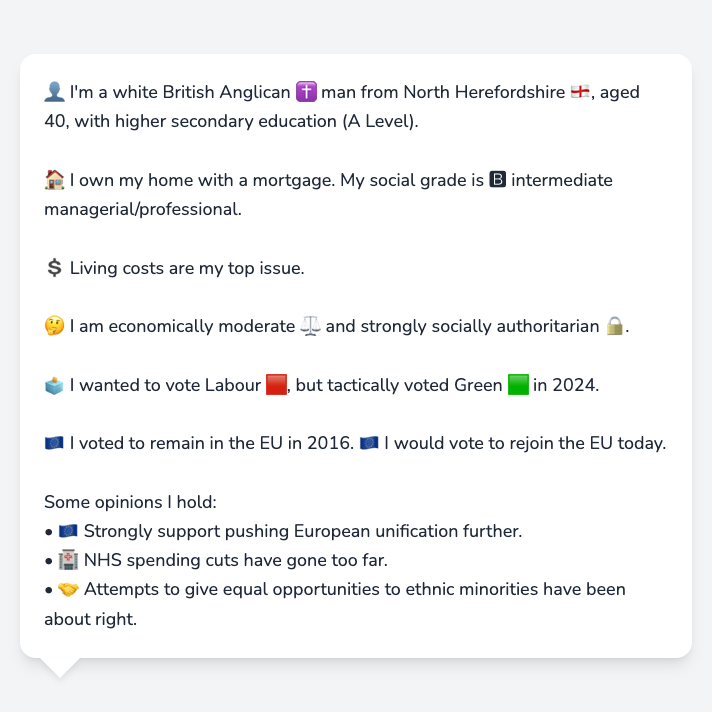 👤 I'm a white British Anglican ✝️ man from North Herefordshire 🏴󠁧󠁢󠁥󠁮󠁧󠁿, aged
40, with higher secondary education (A Level).
🏠 I own my home with a mortgage. My social grade is 🅱 intermediate
managerial/professional.
💲 Living costs are my top issue.
🤔 I am economically moderate ⚖️ and strongly socially authoritarian 🔒.
🗳️ I wanted to vote Labour 🟥, but tactically voted Green 🟩 in 2024.
🇪🇺 I voted to remain in the EU in 2016. 🇪🇺 I would vote to rejoin the EU today.
Some opinions I hold:
• 🇪🇺 Strongly support pushing European unification further.
• 🏥 NHS spending cuts have gone too far.
• 🤝 Attempts to give equal opportunities to ethnic minorities have been
about right.